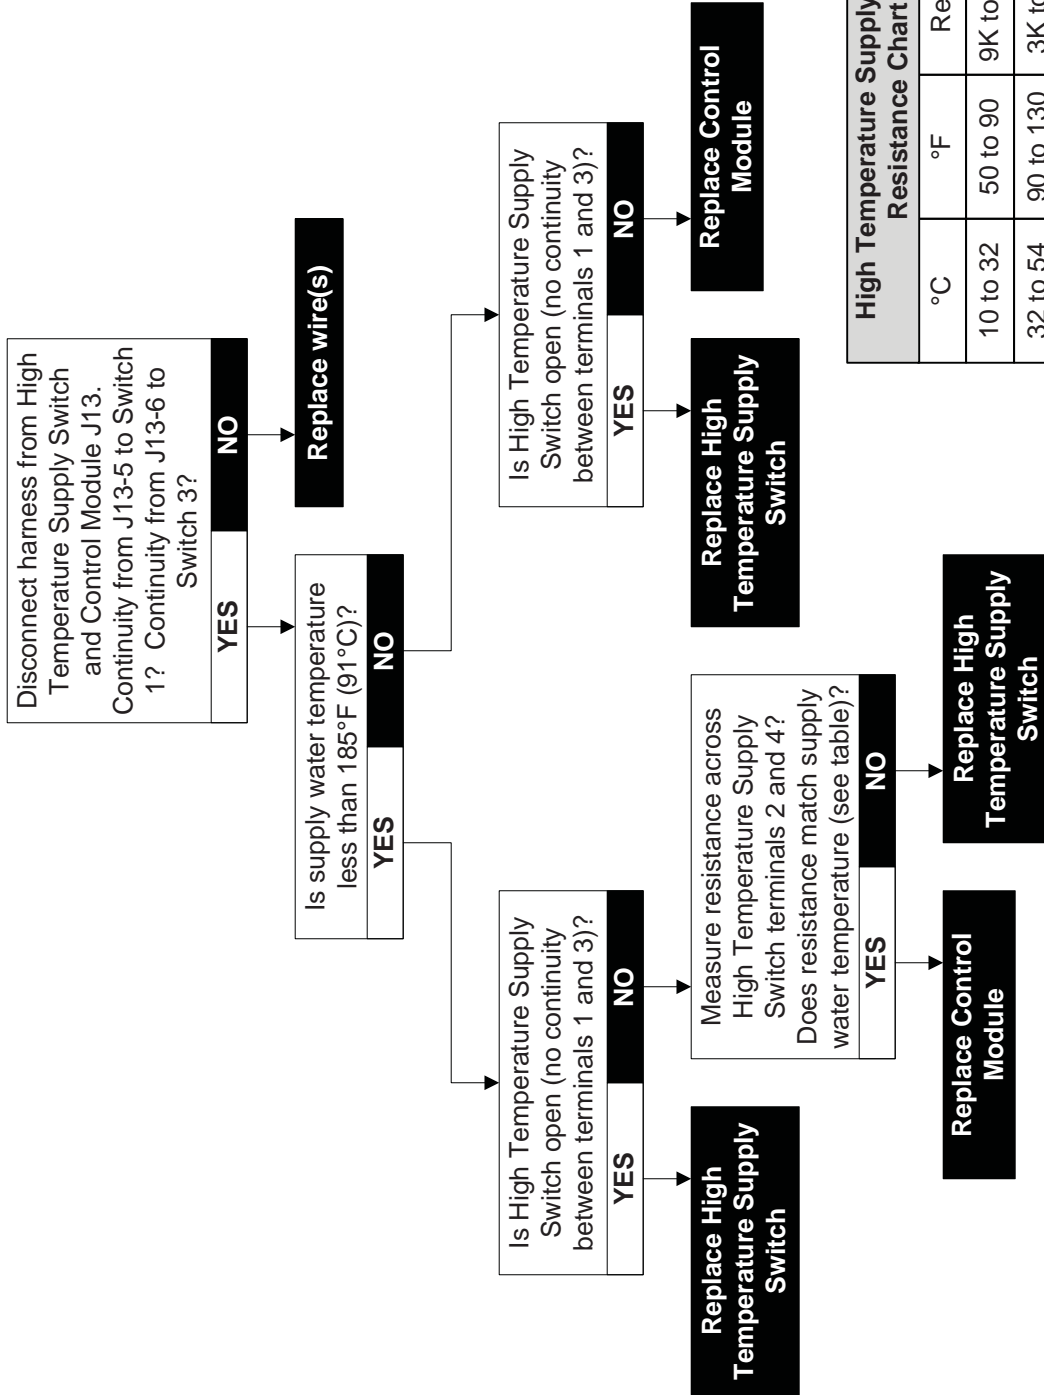 Disconnect harness from High
Temperature Supply Switch
and Control Module J13.
Continuity from J13-5 to Switch
1? Continuity from J13-6 to
Switch 3?
YES
NO
Replace wire(s)
Is supply water temperature
less than 185°F (91°C)?
YES
NO
Is High Temperature Supply
Switch open (no continuity
between terminals 1 and 3)?
YES
NO
Replace High
Temperature Supply
Switch
Measure resistance across
High Temperature Supply
Switch terminals 2 and 4?
Does resistance match supply
water temperature (see table)?
YES
NO
Replace Control
Module
Replace High
Temperature Supply
Switch
Is High Temperature Supply
Switch open (no continuity
between terminals 1 and 3)?
YES
NO
Replace High
Temperature Supply
Switch
Replace Control
Module
High Temperature Supply
Resistance Chart
°C °F Re
10 to 32 50 to 90 9K to
32 to 54 90 to 130 3K to